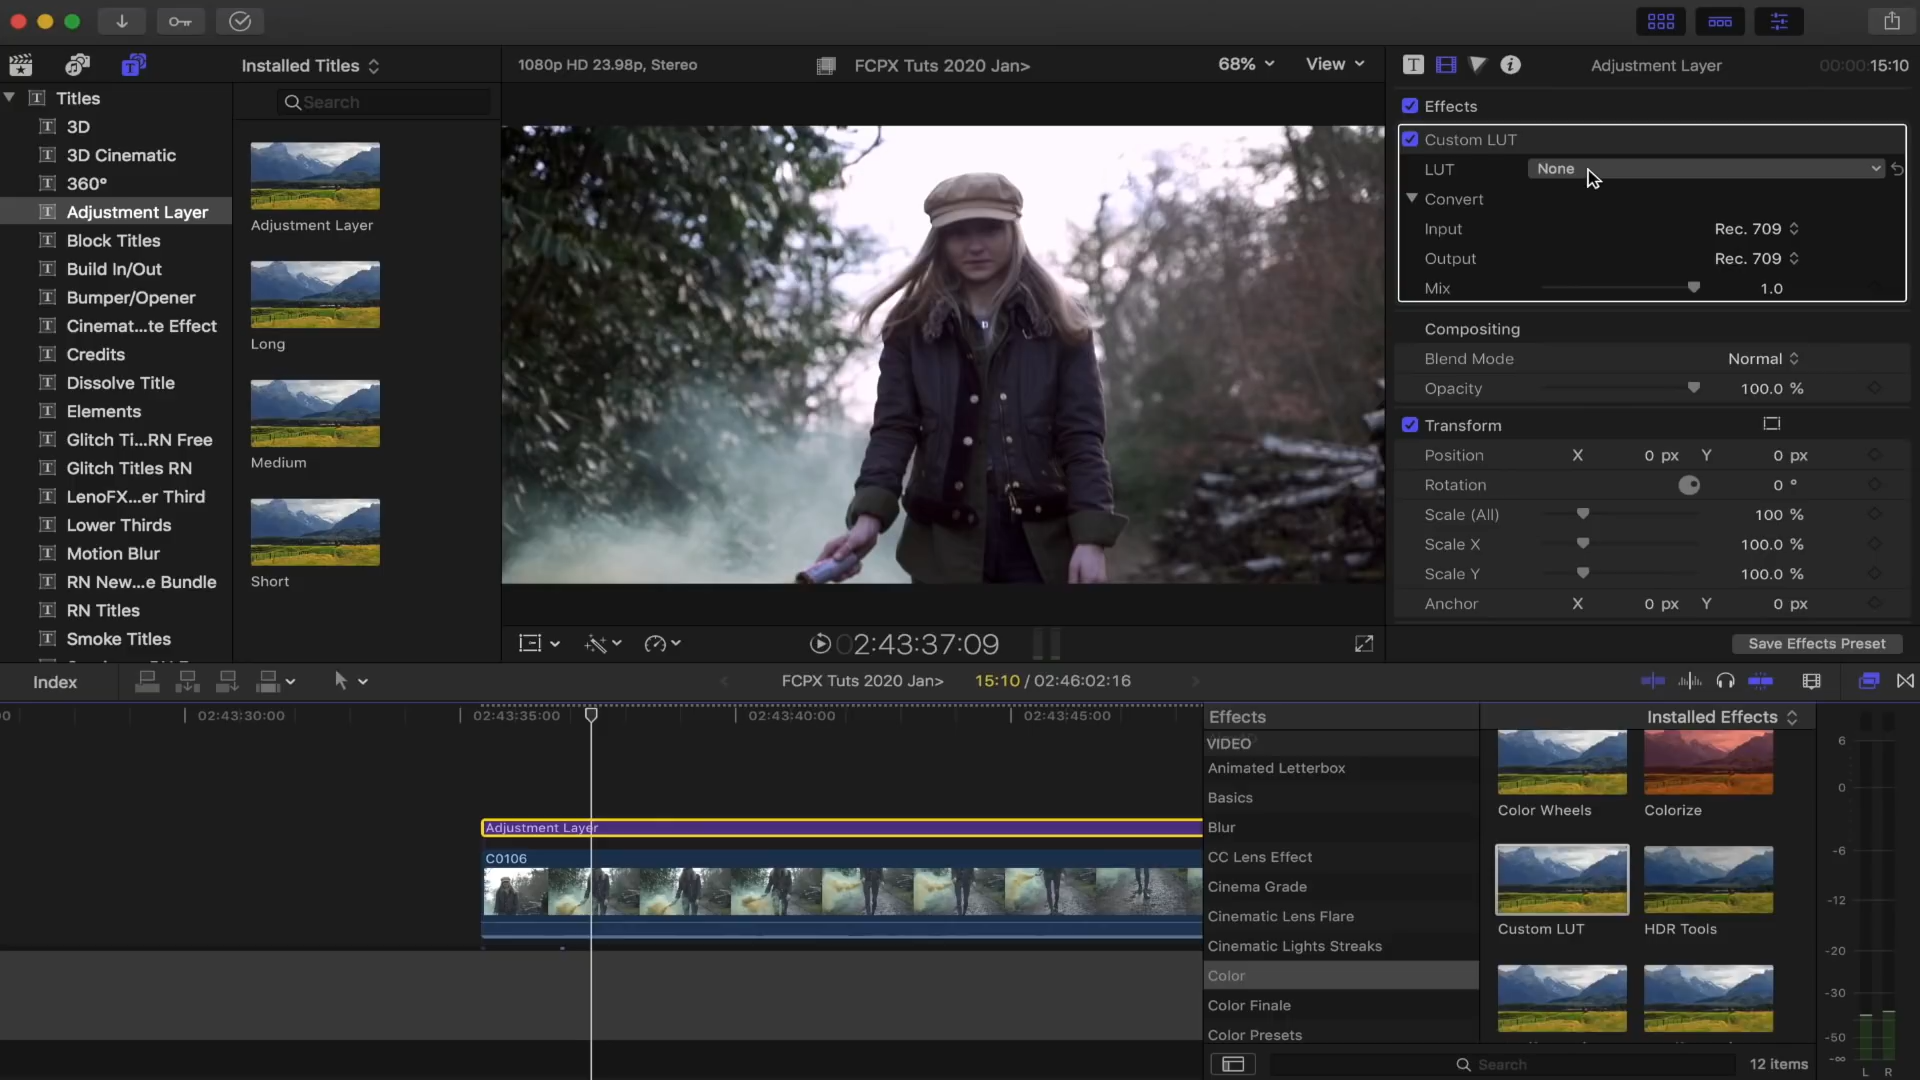 Installed Titles
1080p HD 23.98p, Stereo
FCPX Tuts 2020 Jan>
68%
View
Adjustment Layer
00:00:15:10
Titles
3D
3D Cinematic
360°
Adjustment Layer
Block Titles
Build In/Out
Bumper/Opener
Cinemat...te Effect
Credits
Dissolve Title
Elements
Glitch Ti...RN Free
Glitch Titles RN
LenoFX...er Third
Lower Thirds
Motion Blur
RN New...e Bundle
RN Titles
Smoke Titles
Search
Adjustment Layer
Long
Medium
Short
Effects
Custom LUT
LUT
None
Convert
Input
Rec. 709
Output
Rec. 709
Mix
1.0
Compositing
Blend Mode
Normal
Opacity
100.0 %
Transform
Position
X
0 px
Y
0 px
Rotation
0 °
Scale (All)
100 %
Scale X
100.0 %
Scale Y
100.0 %
Anchor
X
0 px
Y
0 px
02:43:37:09
Save Effects Preset
Index
FCPX Tuts 2020 Jan>
15:10 / 02:46:02:16
02:43:30:00
02:43:35:00
02:43:40:00
02:43:45:00
Adjustment Layer
C0106
Effects
Installed Effects
VIDEO
Animated Letterbox
Basics
Blur
CC Lens Effect
Cinema Grade
Cinematic Lens Flare
Cinematic Lights Streaks
Color
Color Finale
Color Presets
Color Wheels
Colorize
Custom LUT
HDR Tools
Search
12 items
6
0
-6
-12
-20
-30
-50
-∞
L
R